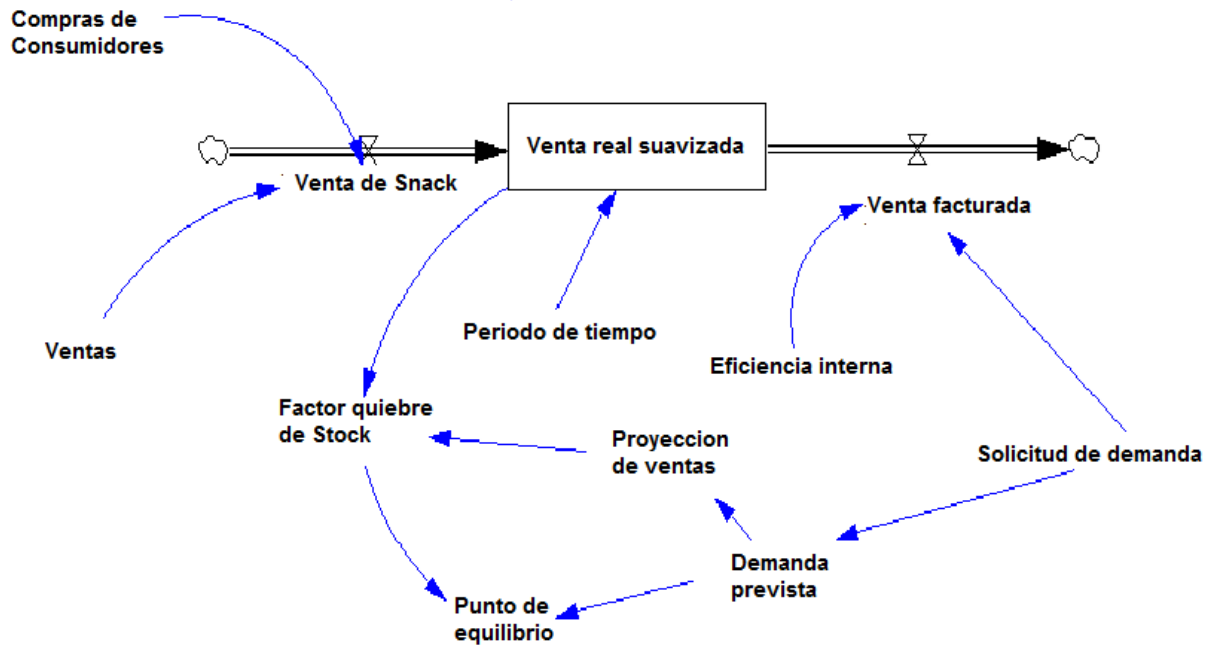 Compras de
Consumidores
Venta real suavizada
Venta de Snack
Venta facturada
Periodo de tiempo
Ventas
Eficiencia interna
Factor quiebre
de Stock
Proyeccion
de ventas
Solicitud de demanda
Demanda
prevista
Punto de
equilibrio